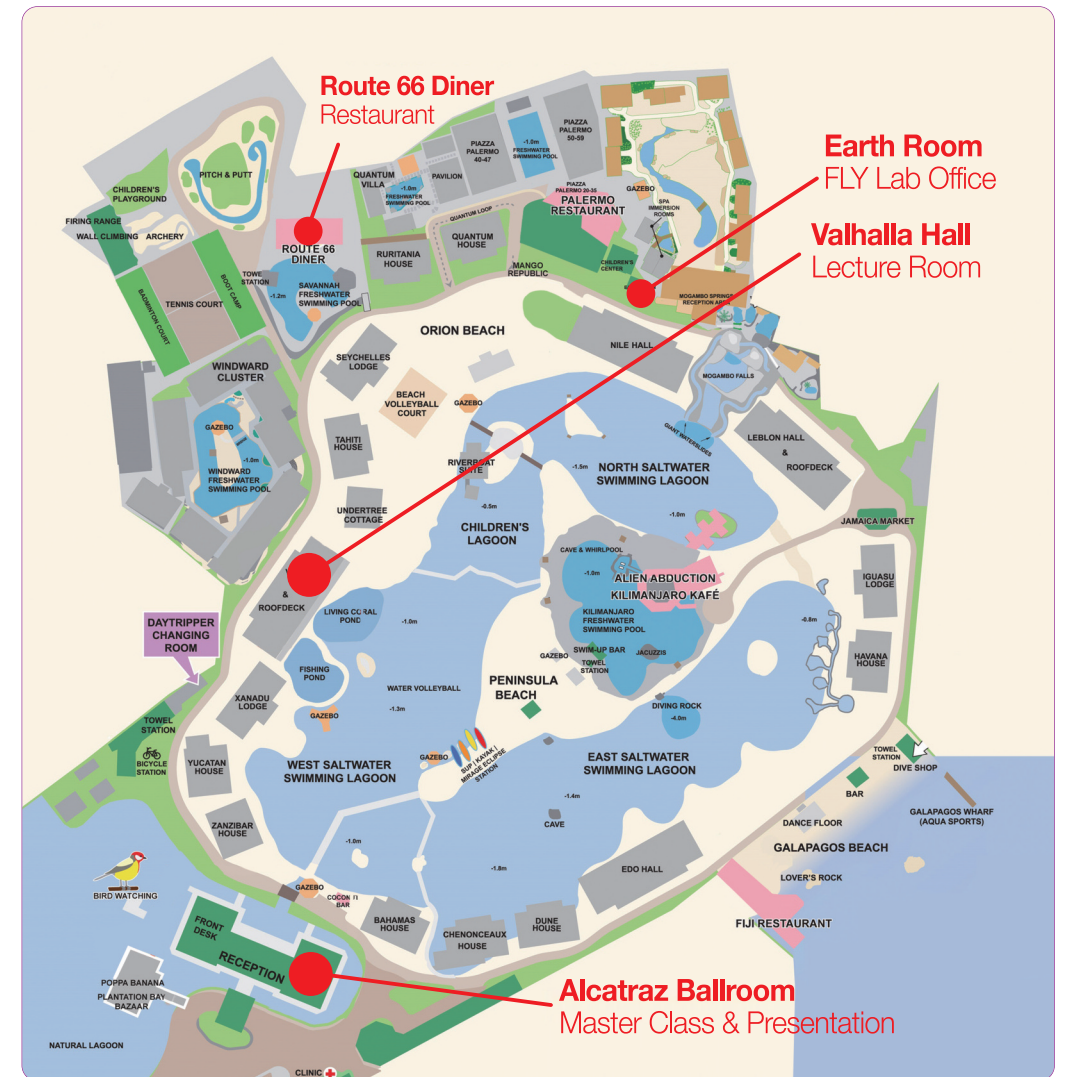 Route 66 Diner
Restaurant
Earth Room
FLY Lab Office
Valhalla Hall
Lecture Room
PIAZZA
PALERMO
40-47
-1.0m
FRESHWATER
SWIMMING POOL
PIAZZA
PALERMO
50-59
PITCH & PUTT
CHILDREN'S
PLAYGROUND
FIRING RANGE
WALL CLIMBING
ARCHERY
QUANTUM
VILLA
PAVILION
-1.0m
FRESHWATER
SWIMMING POOL
QUANTUM LOOP
QUANTUM
HOUSE
RURITANIA
HOUSE
PIAZZA
PALERMO 20-35
PALERMO
RESTAURANT
GAZEBO
SPA
IMMERSION
ROOMS
ROUTE 66
DINER
TOWE
STATION
-1.2m
SAVANNAH
FRESHWATER
SWIMMING POOL
MANGO
REPUBLIC
CHILDREN'S
CENTER
MOGAMBO SPRINGS
RECEPTION AREA
BOOT CAMP
TENNIS COURT
BADMINTON COURT
ORION BEACH
NILE HALL
SEYCHELLES
LODGE
WINDWARD
CLUSTER
MOGAMBO FALLS
BEACH
VOLLEYBALL
COURT
GAZEBO
GIANT WATERSLIDES
GAZEBO
-1.0m
WINDWARD
FRESHWATER
SWIMMING POOL
TAHITI
HOUSE
LEBLON HALL
&
ROOFDECK
RIVERBOAT
SUITE
-1.5m
NORTH SALTWATER
SWIMMING LAGOON
-0.5m
UNDERTREE
COTTAGE
-1.0m
CHILDREN'S
LAGOON
JAMAICA MARKET
CAVE & WHIRLPOOL
-1.0m
ALIEN ABDUCTION
KILIMANJARO KAFÉ
IGUASU
LODGE
&
ROOFDECK
LIVING CORAL
POND
-1.0m
KILIMANJARO
FRESHWATER
SWIMMING POOL
-0.8m
DAYTRIPPER
CHANGING
ROOM
SWIM-UP BAR
JACUZZIS
GAZEBO
TOWEL
STATION
HAVANA
HOUSE
FISHING
POND
WATER VOLLEYBALL
PENINSULA
BEACH
XANADU
LODGE
-1.3m
DIVING ROCK
-4.0m
GAZEBO
TOWEL
STATION
BICYCLE
STATION
YUCATAN
HOUSE
WEST SALTWATER
SWIMMING LAGOON
GAZEBO
SUP | KAYAK |
MIRAGE ECLIPSE
STATION
EAST SALTWATER
SWIMMING LAGOON
TOWEL
STATION
DIVE SHOP
BAR
-1.4m
GALAPAGOS WHARF
(AQUA SPORTS)
ZANZIBAR
HOUSE
CAVE
DANCE FLOOR
-1.0m
GALAPAGOS BEACH
-1.8m
EDO HALL
LOVER'S ROCK
BIRD WATCHING
GAZEBO
BAR
BAHAMAS
HOUSE
CHENONCEAUX
HOUSE
DUNE
HOUSE
FIJI RESTAURANT
FRONT
DESK
RECEPTION
POPPA BANANA
PLANTATION BAY
BAZAAR
Alcatraz Ballroom
Master Class & Presentation
NATURAL LAGOON
CLINIC